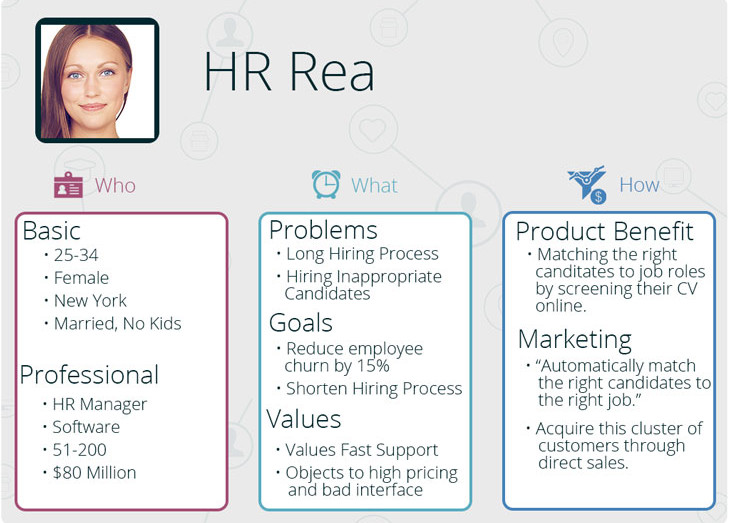 HR Rea
Who
Basic
· 25-34
· Female
· New York
· Married, No Kids
Professional
· HR Manager
· Software
· 51-200
· $80 Million
What
Problems
· Long Hiring Process
· Hiring Inappropriate
Candidates
Goals
· Reduce employee
churn by 15%
· Shorten Hiring Process
Values
· Values Fast Support
· Objects to high pricing
and bad interface
$
How
Product Benefit
· Matching the right
canditates to job roles
by screening their CV
online.
Marketing
· “Automatically match
the right candidates to
the right job.”
· Acquire this cluster of
customers through
direct sales.